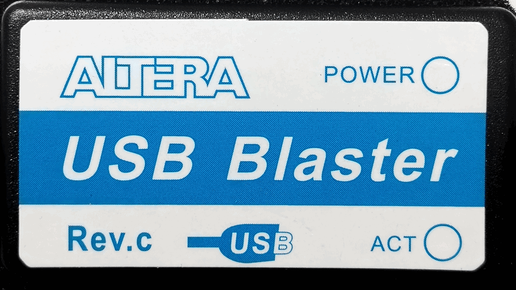 ALTERA POWER
USB Blaster
Rev.c USB ACT